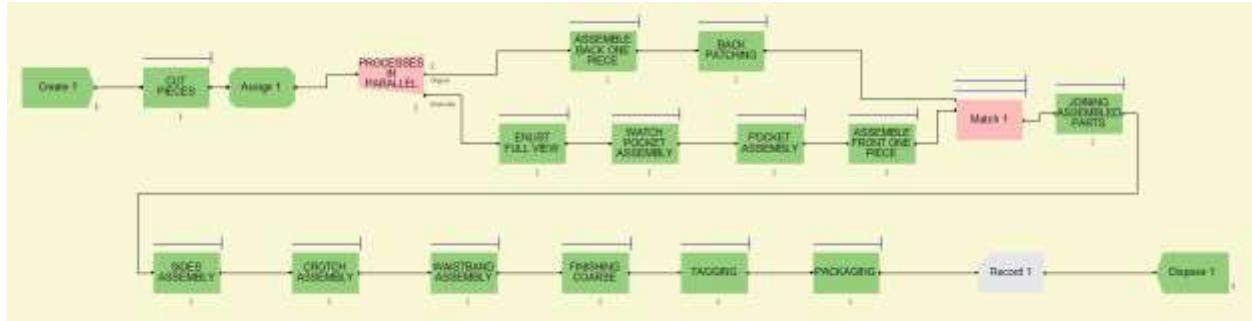 Create 1
CUT
PIECES
Assign 1
PROCESSES
IN
PARALLEL
ASSEMBLE
BACK ONE
PIECE
BACK
PATCHING
ENLIST
FULL VIEW
WATCH
POCKET
ASSEMBLY
POCKET
ASSEMBLY
ASSEMBLE
FRONT ONE
PIECE
Match 1
JOINING
ASSEMBLED
PARTS
SIDES
ASSEMBLY
CROTCH
ASSEMBLY
WAISTBAND
ASSEMBLY
FINISHING
COARSE
TAGGING
PACKAGING
Record 1
Dispose 1